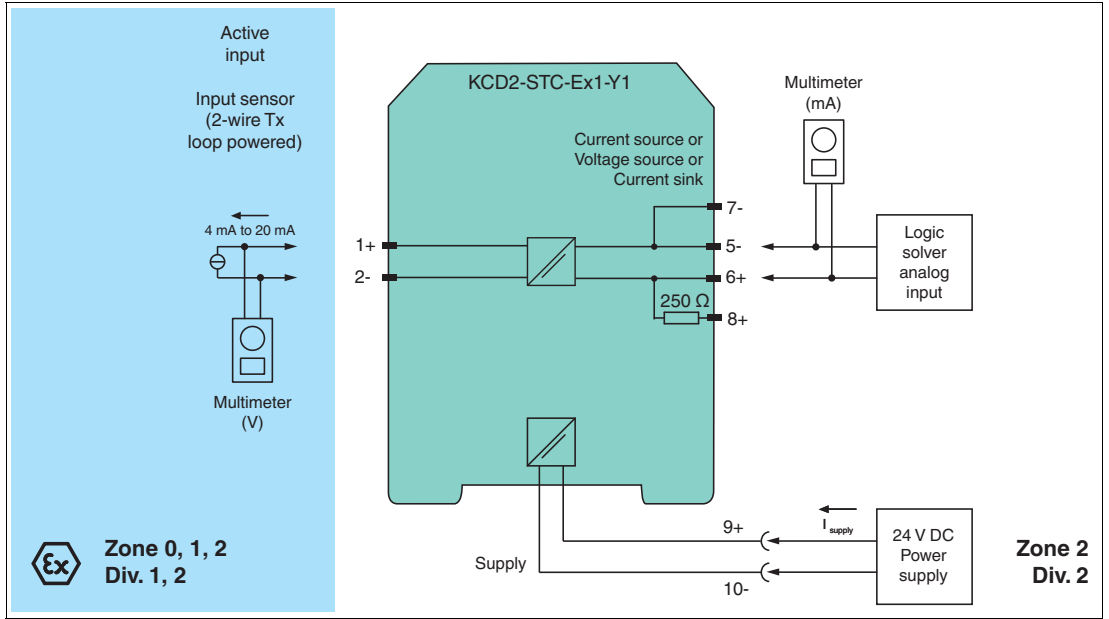 Active
input
Input sensor
(2-wire Tx
loop powered)
4 mA to 20 mA
Multimeter
(V)
Zone 0, 1, 2
Div. 1, 2
Ex
KCD2-STC-Ex1-Y1
Current source or
Voltage source or
Current sink
1+
2-
7-
5-
6+
250 Ω
8+
Multimeter
(mA)
Logic
solver
analog
input
Supply
9+
10-
I supply
24 V DC
Power
supply
Zone 2
Div. 2